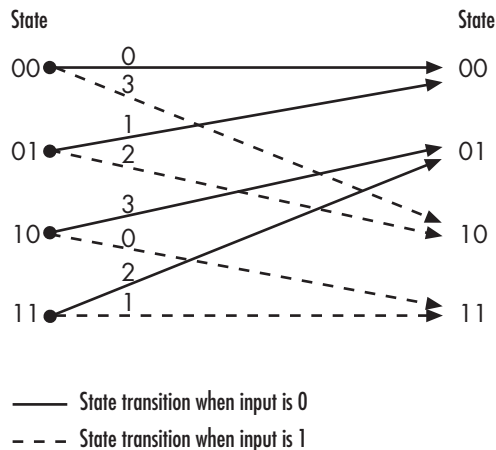 State State
00 0 00
3
01 1 01
2
10 3 10
0
11 2 11
1
State transition when input is 0
State transition when input is 1